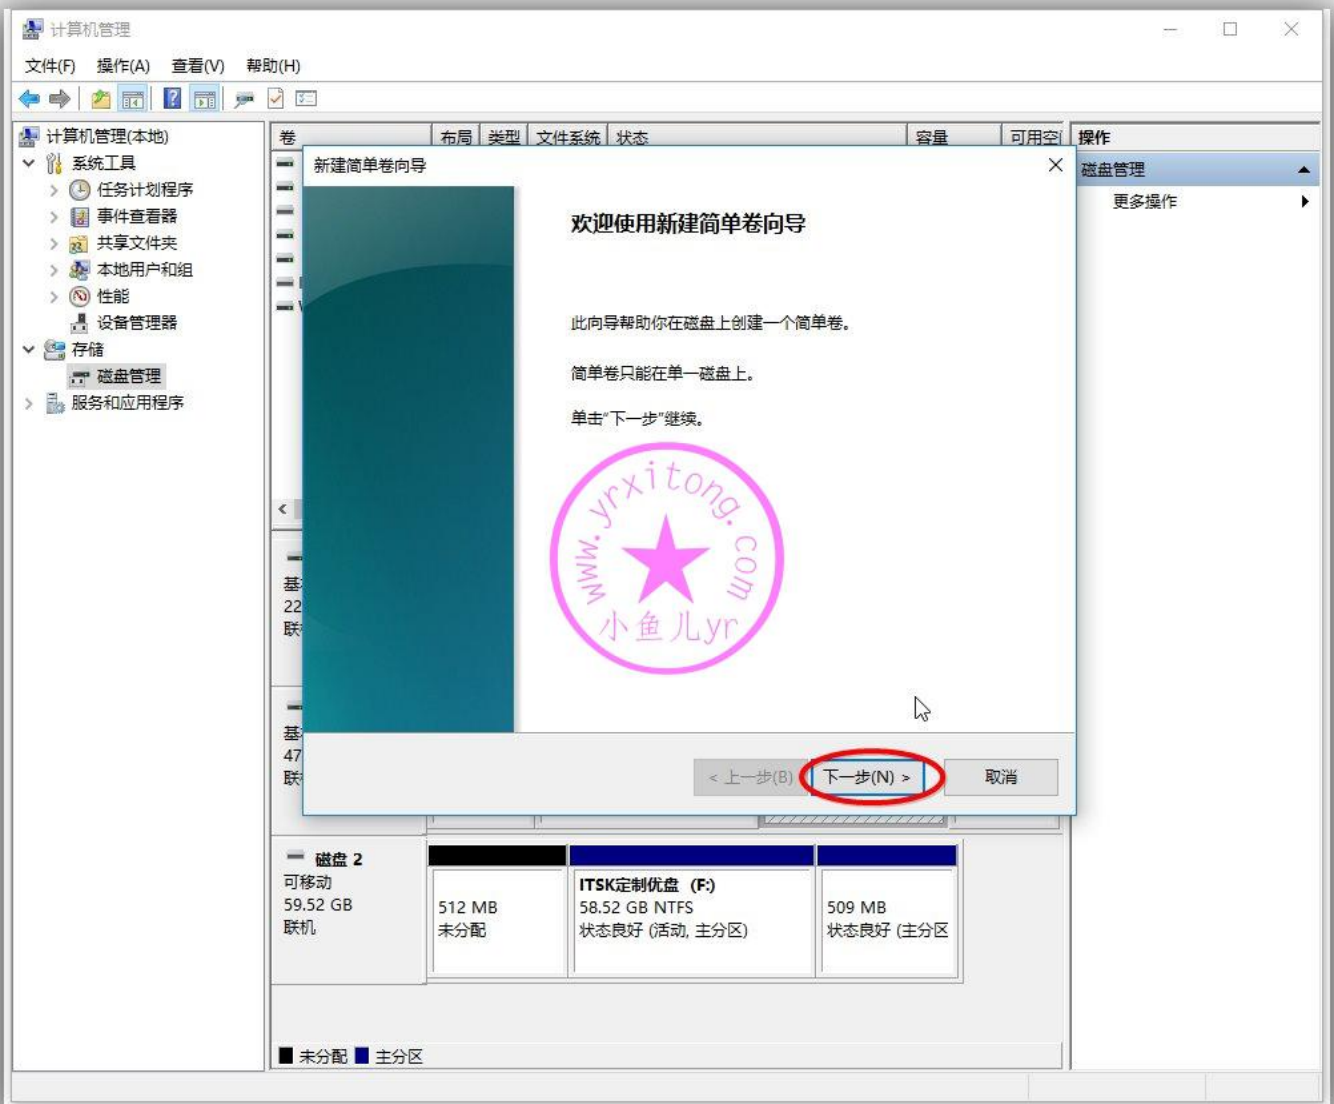 计算机管理
文件(F) 操作(A) 查看(V) 帮助(H)
计算机管理(本地)
系统工具
任务计划程序
事件查看器
共享文件夹
本地用户和组
性能
设备管理器
存储
磁盘管理
服务和应用程序
卷 布局 类型 文件系统 状态 容量 可用空
操作
磁盘管理
更多操作
新建简单卷向导
欢迎使用新建简单卷向导
此向导帮助你在磁盘上创建一个简单卷。
简单卷只能在单一磁盘上。
单击"下一步"继续。
www.yrxitong.com
小鱼儿yr
< 上一步(B) 下一步(N) > 取消
基
22
联
基
47
联
磁盘 2
可移动
59.52 GB
联机
512 MB
未分配
ITSK定制优盘 (F:)
58.52 GB NTFS
状态良好 (活动, 主分区)
509 MB
状态良好 (主分区
未分配 主分区